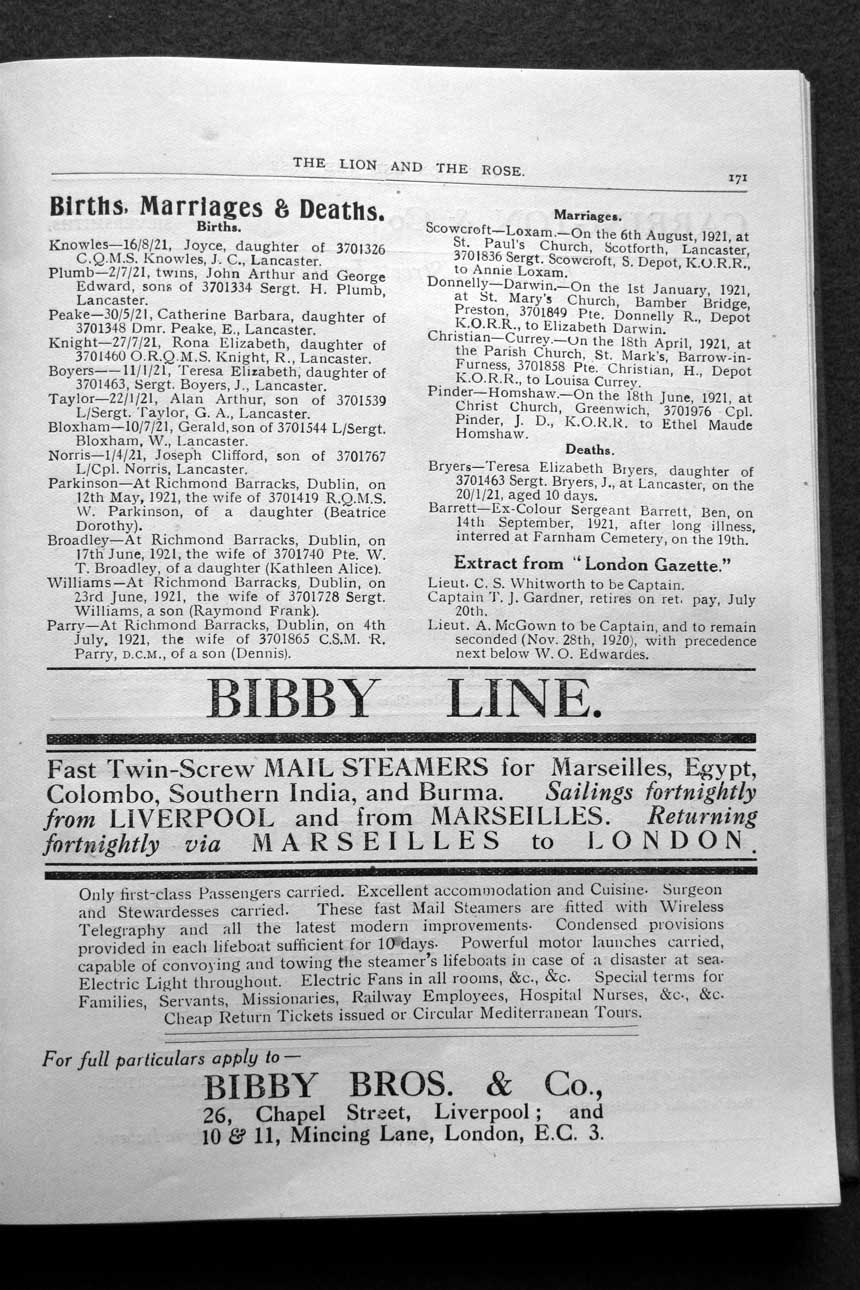 THE LION AND THE ROSE.
171
Births, Marriages & Deaths.
Births.
Knowles—16/8/21, Joyce, daughter of 3701326
C.Q.M.S. Knowles, J. C., Lancaster.
Plumb—2/7/21, twins, John Arthur and George
Edward, sons of 3701334 Sergt. H. Plumb,
Lancaster.
Peake—30/5/21, Catherine Barbara, daughter of
3701348 Dmr. Peake, E., Lancaster.
Knight—27/7/21, Rona Elizabeth, daughter of
3701460 O.R.Q.M.S. Knight, R., Lancaster.
Boyers——11/1/21, Teresa Elizabeth, daughter of
3701463, Sergt. Boyers, J., Lancaster.
Taylor—22/1/21, Alan Arthur, son of 3701539
L/Sergt. Taylor, G. A., Lancaster.
Bloxham—10/7/21, Gerald, son of 3701544 L/Sergt.
Bloxham, W., Lancaster.
Norris—1/4/21, Joseph Clifford, son of 3701767
L/Cpl. Norris, Lancaster.
Parkinson—At Richmond Barracks, Dublin, on
12th May, 1921, the wife of 3701419 R.Q.M.S.
W. Parkinson, of a daughter (Beatrice
Dorothy).
Broadley—At Richmond Barracks, Dublin, on
17th June, 1921, the wife of 3701740 Pte. W.
T. Broadley, of a daughter (Kathleen Alice).
Williams—At Richmond Barracks, Dublin, on
23rd June, 1921, the wife of 3701728 Sergt.
Williams, a son (Raymond Frank).
Parry—At Richmond Barracks, Dublin, on 4th
July, 1921, the wife of 3701865 C.S.M. R.
Parry, D.C.M., of a son (Dennis).
Marriages.
Scowcroft—Loxam.—On the 6th August, 1921, at
St. Paul's Church, Scotforth, Lancaster,
3701836 Sergt. Scowcroft, S. Depot, K.O.R.R.,
to Annie Loxam.
Donnelly—Darwin.—On the 1st January, 1921,
at St. Mary's Church, Bamber Bridge,
Preston, 3701849 Pte. Donnelly R., Depot
K.O.R.R., to Elizabeth Darwin.
Christian—Currey.—On the 18th April, 1921, at
the Parish Church, St. Mark's, Barrow-in-
Furness, 3701858 Pte. Christian, H., Depot
K.O.R.R., to Louisa Currey.
Pinder—Homshaw.—On the 18th June, 1921, at
Christ Church, Greenwich, 3701976 Cpl.
Pinder, J. D., K.O.R.R. to Ethel Maude
Homshaw.
Deaths.
Bryers—Teresa Elizabeth Bryers, daughter of
3701463 Sergt. Bryers, J., at Lancaster, on the
20/1/21, aged 10 days.
Barrett—Ex-Colour Sergeant Barrett, Ben, on
14th September, 1921, after long illness,
interred at Farnham Cemetery, on the 19th.
Extract from "London Gazette."
Lieut. C. S. Whitworth to be Captain.
Captain T. J. Gardner, retires on ret. pay, July
20th.
Lieut. A. McGown to be Captain, and to remain
seconded (Nov. 28th, 1920), with precedence
next below W. O. Edwardes.
BIBBY LINE.
Fast Twin-Screw MAIL STEAMERS for Marseilles, Egypt,
Colombo, Southern India, and Burma. Sailings fortnightly
from LIVERPOOL and from MARSEILLES. Returning
fortnightly via MARSEILLES to LONDON.
Only first-class Passengers carried. Excellent accommodation and Cuisine. Surgeon
and Stewardesses carried. These fast Mail Steamers are fitted with Wireless
Telegraphy and all the latest modern improvements. Condensed provisions
provided in each lifeboat sufficient for 10 days. Powerful motor launches carried,
capable of convoying and towing the steamer's lifeboats in case of a disaster at sea.
Electric Light throughout. Electric Fans in all rooms, &c., &c. Special terms for
Families, Servants, Missionaries, Railway Employees, Hospital Nurses, &c., &c.
Cheap Return Tickets issued or Circular Mediterranean Tours.
For full particulars apply to —
BIBBY BROS. & Co.,
26, Chapel Street, Liverpool; and
10 & 11, Mincing Lane, London, E.C. 3.